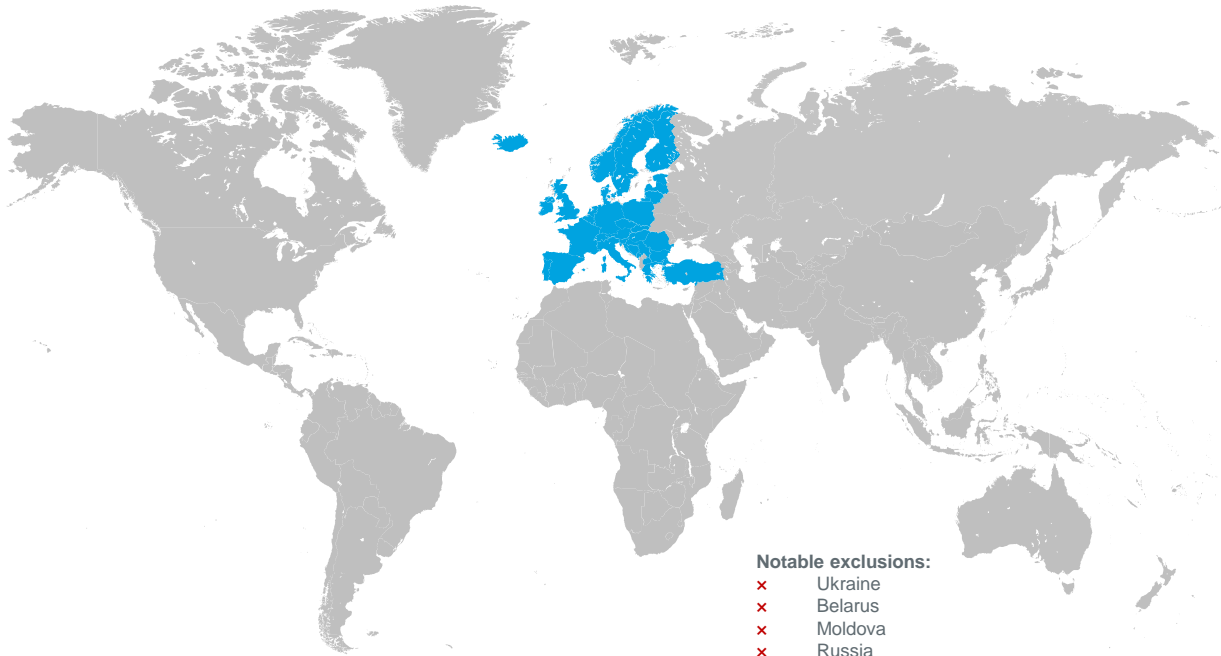 Notable exclusions:
× Ukraine
× Belarus
× Moldova
× Russia